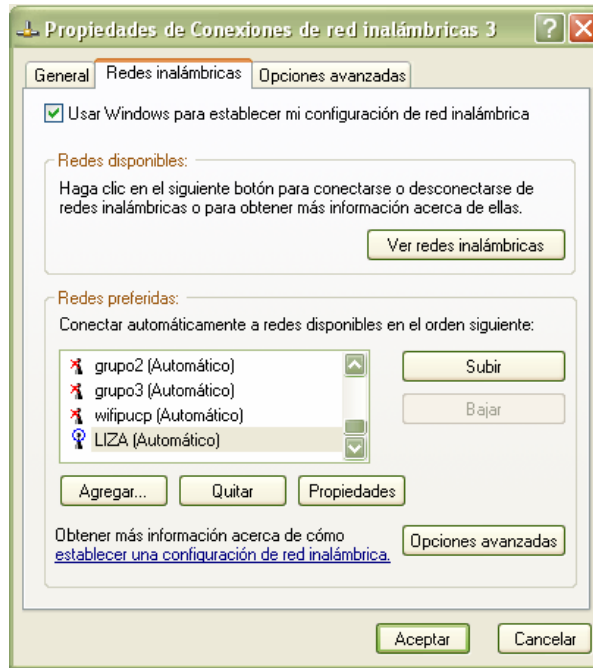 Propiedades de Conexiones de red inalámbricas 3
General Redes inalámbricas Opciones avanzadas
Usar Windows para establecer mi configuración de red inalámbrica
Redes disponibles:
Haga clic en el siguiente botón para conectarse o desconectarse de
redes inalámbricas o para obtener más información acerca de ellas.
Ver redes inalámbricas
Redes preferidas:
Conectar automáticamente a redes disponibles en el orden siguiente:
grupo2 (Automático)
grupo3 (Automático)
wifipucp (Automático)
LIZA (Automático)
Subir
Bajar
Agregar... Quitar Propiedades
Obtener más información acerca de cómo
establecer una configuración de red inalámbrica.
Opciones avanzadas
Aceptar Cancelar